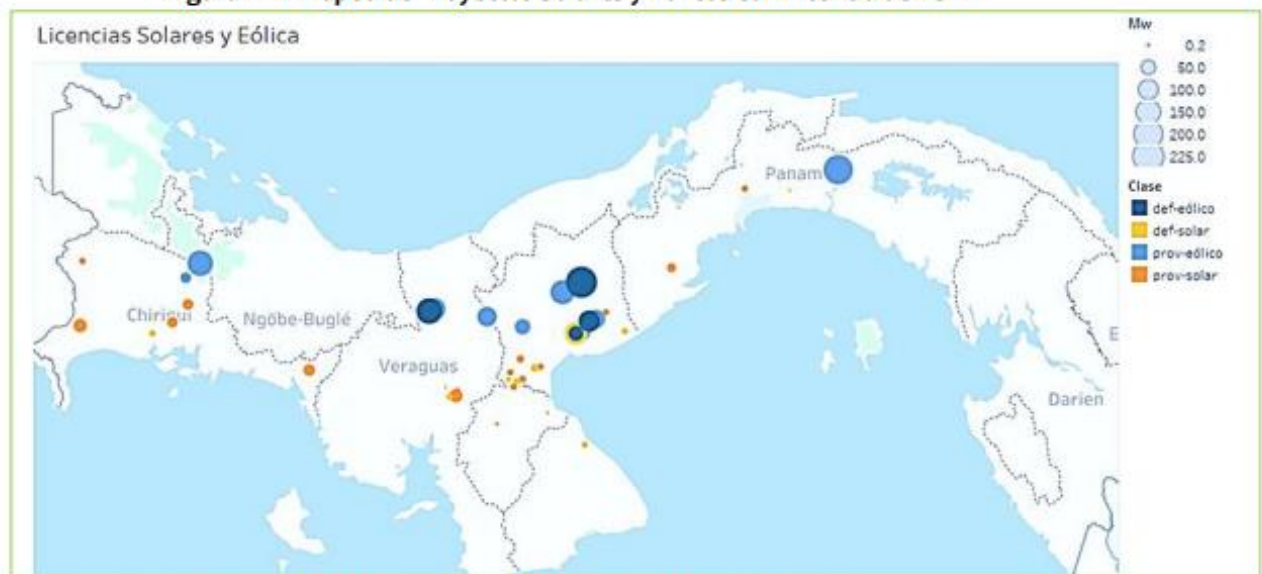 Licencias Solares y Eólica
Mw
0.2
50.0
100.0
150.0
200.0
225.0
Clase
def-eólico
def-solar
prov-eólico
prov-solar
Panam
Chiriqui
Ngöbe-Buglé
Veraguas
E
Darien